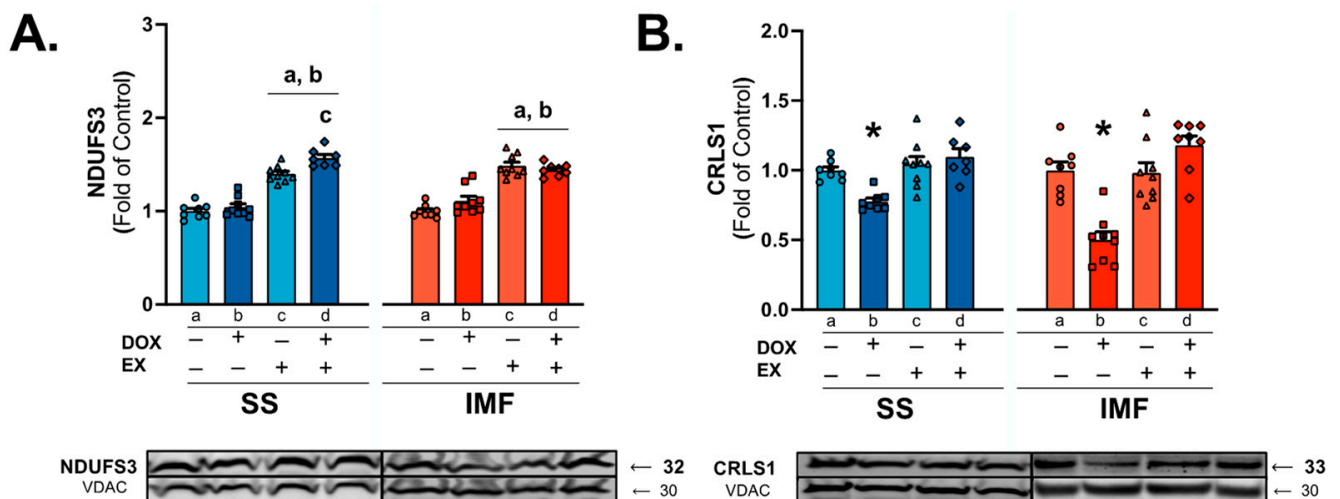 A.
NDUFS3
(Fold of Control)
3
2
1
0
a, b
c
a, b
a b c d a b c d
DOX – + – + – + – +
EX – – + + – – + +
SS IMF
NDUFS3 ← 32
VDAC ← 30
B.
CRLS1
(Fold of Control)
2.0
1.5
1.0
0.5
0.0
* *
a b c d a b c d
DOX – + – + – + – +
EX – – + + – – + +
SS IMF
CRLS1 ← 33
VDAC ← 30